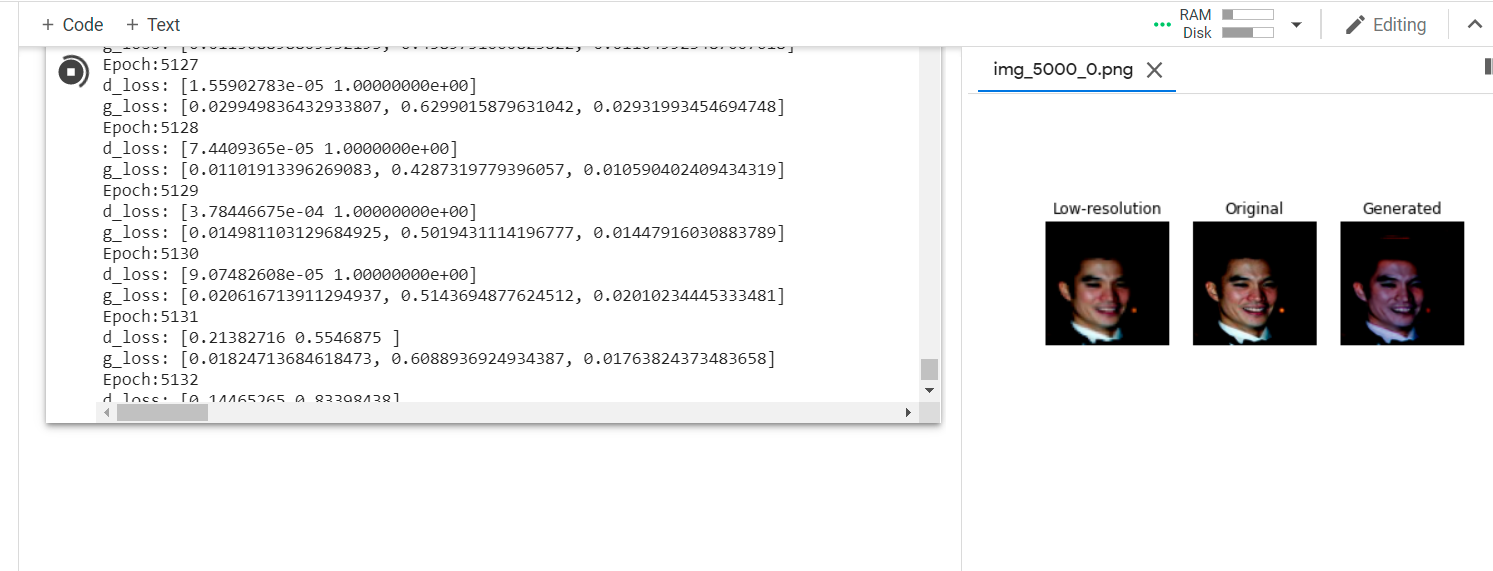 + Code + Text
RAM
Disk
Editing
Epoch:5127
d_loss: [1.55902783e-05 1.00000000e+00]
g_loss: [0.029949836432933807, 0.6299015879631042, 0.02931993454694748]
Epoch:5128
d_loss: [7.4409365e-05 1.0000000e+00]
g_loss: [0.01101913396269083, 0.4287319779396057, 0.010590402409434319]
Epoch:5129
d_loss: [3.78446675e-04 1.00000000e+00]
g_loss: [0.014981103129684925, 0.5019431114196777, 0.01447916030883789]
Epoch:5130
d_loss: [9.07482608e-05 1.00000000e+00]
g_loss: [0.020616713911294937, 0.5143694877624512, 0.02010234445333481]
Epoch:5131
d_loss: [0.21382716 0.5546875 ]
g_loss: [0.01824713684618473, 0.6088936924934387, 0.01763824373483658]
Epoch:5132
d_loss: [0.14465265 0.83398438]
img_5000_0.png
Low-resolution
Original
Generated